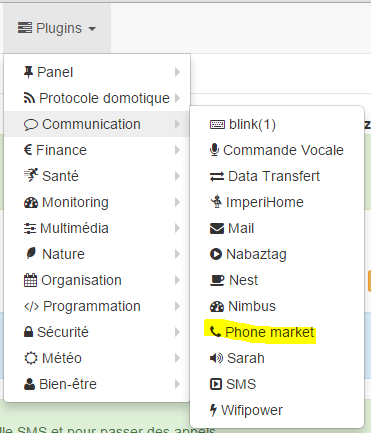 Plugins
Panel
Protocole domotique
Communication
Finance
Santé
Monitoring
Multimédia
Nature
Organisation
Programmation
Sécurité
Météo
Bien-être
blink(1)
Commande Vocale
Data Transfert
ImperiHome
Mail
Nabaztag
Nest
Nimbus
Phone market
Sarah
SMS
Wifipower
z
lle SMS et pour passer des appels